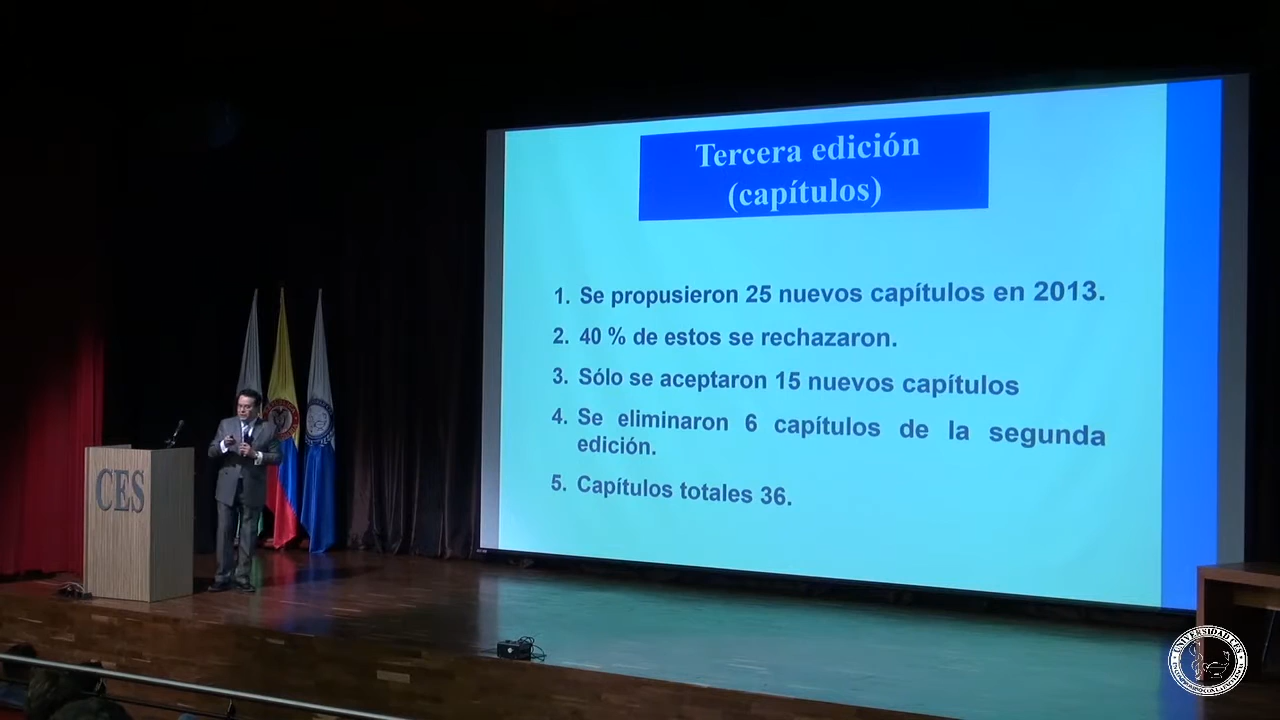 Tercera edición
(capítulos)
1. Se propusieron 25 nuevos capítulos en 2013.
2. 40 % de estos se rechazaron.
3. Sólo se aceptaron 15 nuevos capítulos
4. Se eliminaron 6 capítulos de la segunda
edición.
5. Capítulos totales 36.
CES
UNIVERSIDAD CES